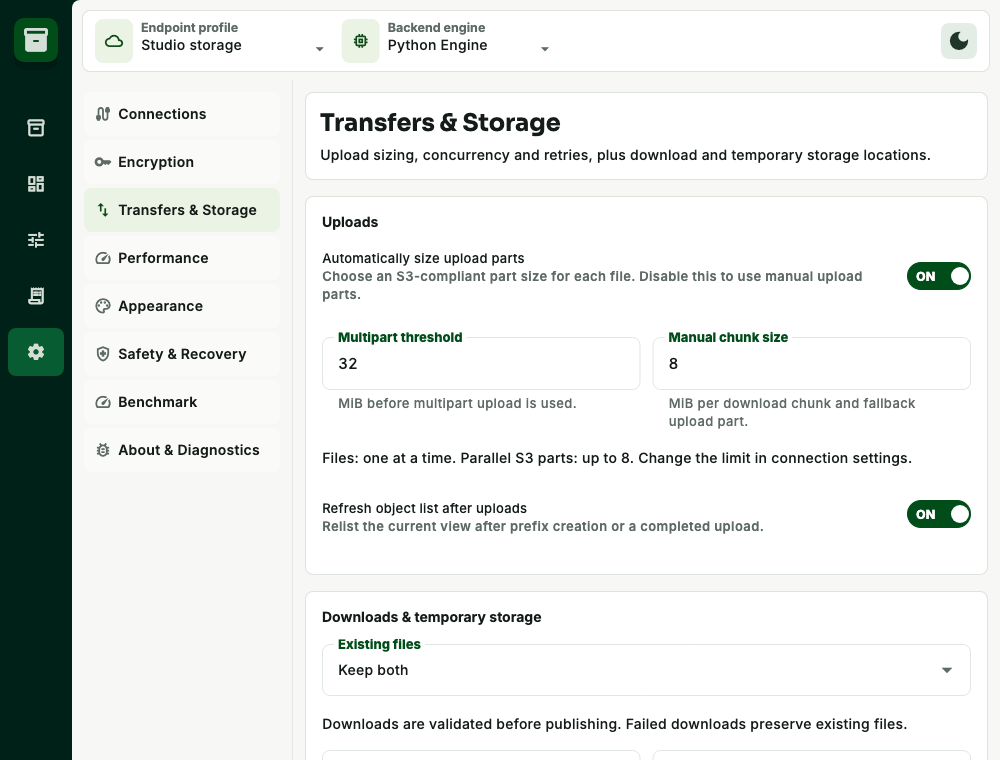 Endpoint profile
Studio storage
Backend engine
Python Engine
Connections
Encryption
Transfers & Storage
Performance
Appearance
Safety & Recovery
Benchmark
About & Diagnostics
Transfers & Storage
Upload sizing, concurrency and retries, plus download and temporary storage locations.
Uploads
Automatically size upload parts
Choose an S3-compliant part size for each file. Disable this to use manual upload
parts.
ON
Multipart threshold
32
MiB before multipart upload is used.
Manual chunk size
8
MiB per download chunk and fallback
upload part.
Files: one at a time. Parallel S3 parts: up to 8. Change the limit in connection settings.
Refresh object list after uploads
Relist the current view after prefix creation or a completed upload.
ON
Downloads & temporary storage
Existing files
Keep both
Downloads are validated before publishing. Failed downloads preserve existing files.